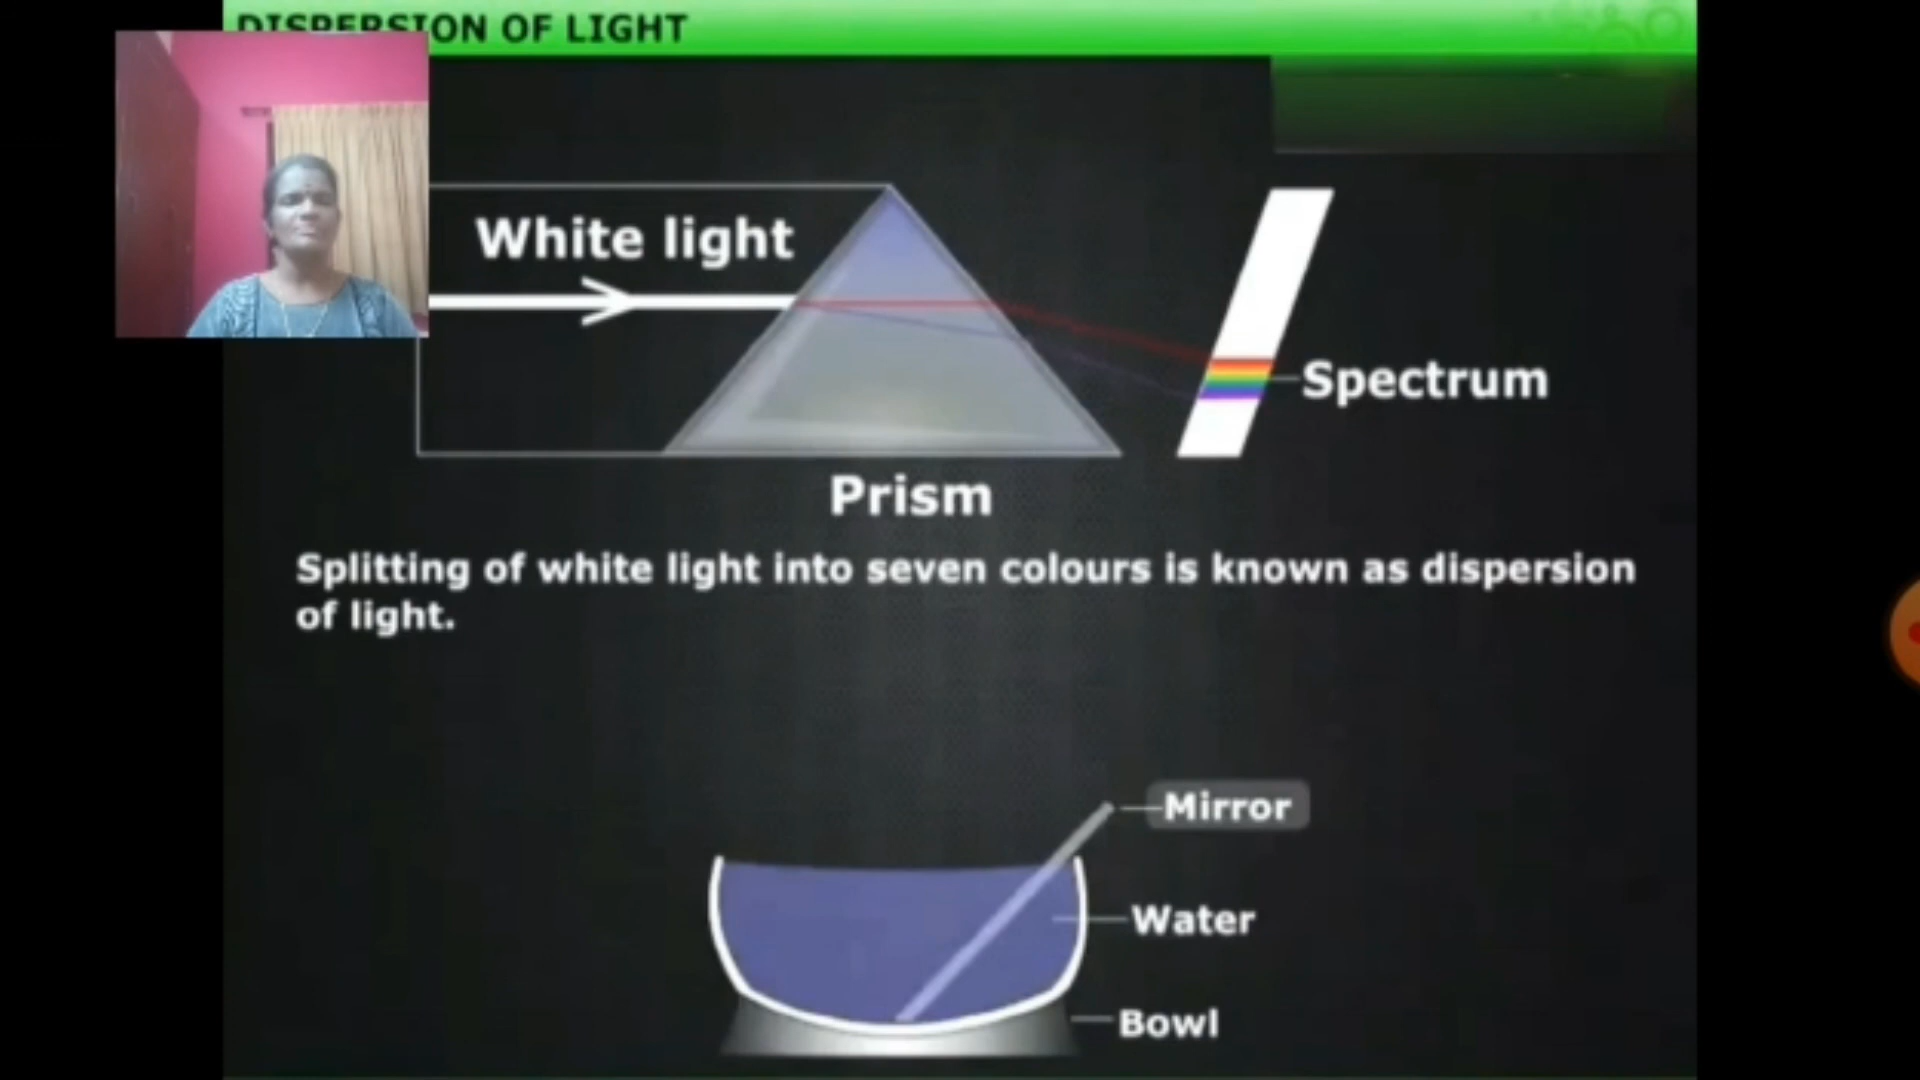 DISPERSION OF LIGHT
White light
Spectrum
Prism
Splitting of white light into seven colours is known as dispersion
of light.
Mirror
Water
Bowl